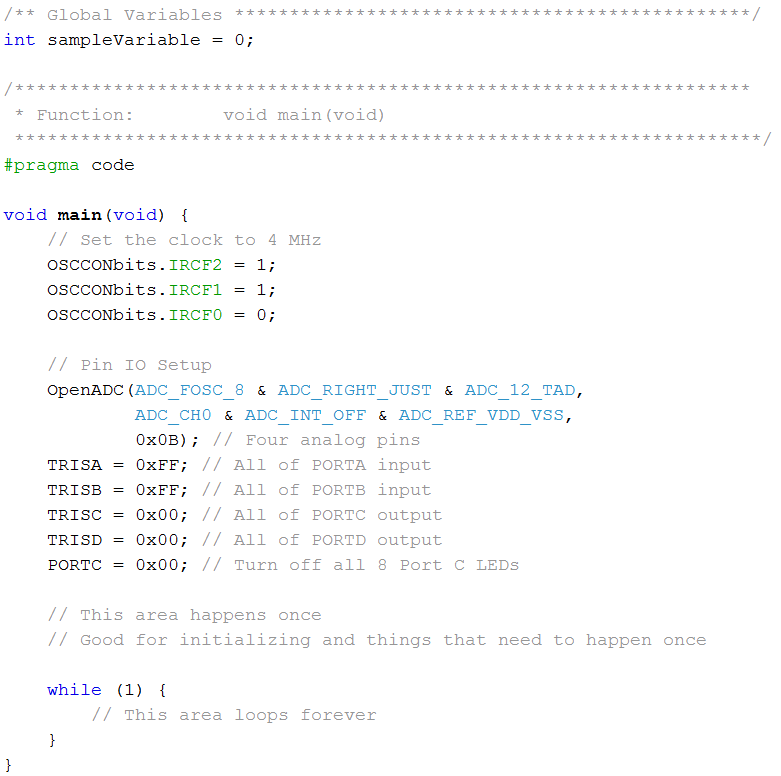 /** Global Variables ***********************************************/
int sampleVariable = 0;
/*******************************************************************
 * Function:        void main(void)
 ********************************************************************/
#pragma code
void main(void) {
    // Set the clock to 4 MHz
    OSCCONbits.IRCF2 = 1;
    OSCCONbits.IRCF1 = 1;
    OSCCONbits.IRCF0 = 0;
    // Pin IO Setup
    OpenADC(ADC_FOSC_8 & ADC_RIGHT_JUST & ADC_12_TAD,
            ADC_CH0 & ADC_INT_OFF & ADC_REF_VDD_VSS,
            0x0B); // Four analog pins
    TRISA = 0xFF; // All of PORTA input
    TRISB = 0xFF; // All of PORTB input
    TRISC = 0x00; // All of PORTC output
    TRISD = 0x00; // All of PORTD output
    PORTC = 0x00; // Turn off all 8 Port C LEDs
    // This area happens once
    // Good for initializing and things that need to happen once
    while (1) {
        // This area loops forever
    }
}